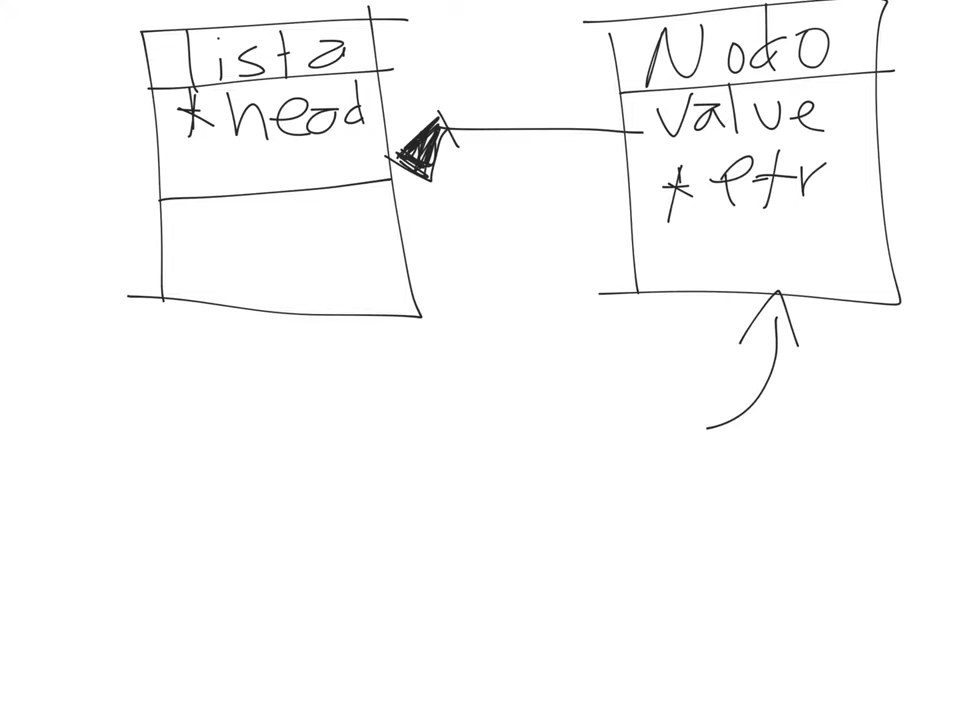 lista
*head
Nodo
value
*ptr